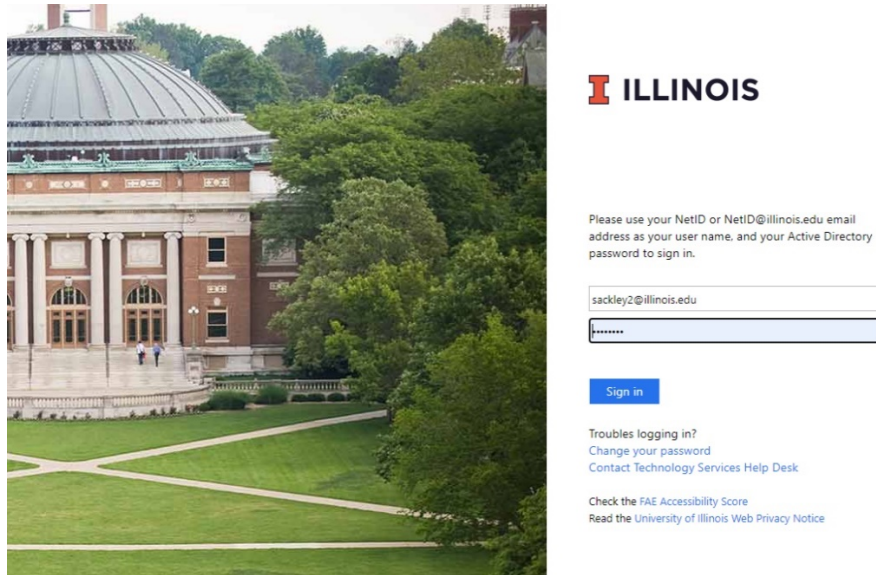 ILLINOIS
Please use your NetID or NetID@illinois.edu email
address as your user name, and your Active Directory
password to sign in.
sackley2@illinois.edu
••••••••
Sign in
Troubles logging in?
Change your password
Contact Technology Services Help Desk
Check the FAE Accessibility Score
Read the University of Illinois Web Privacy Notice